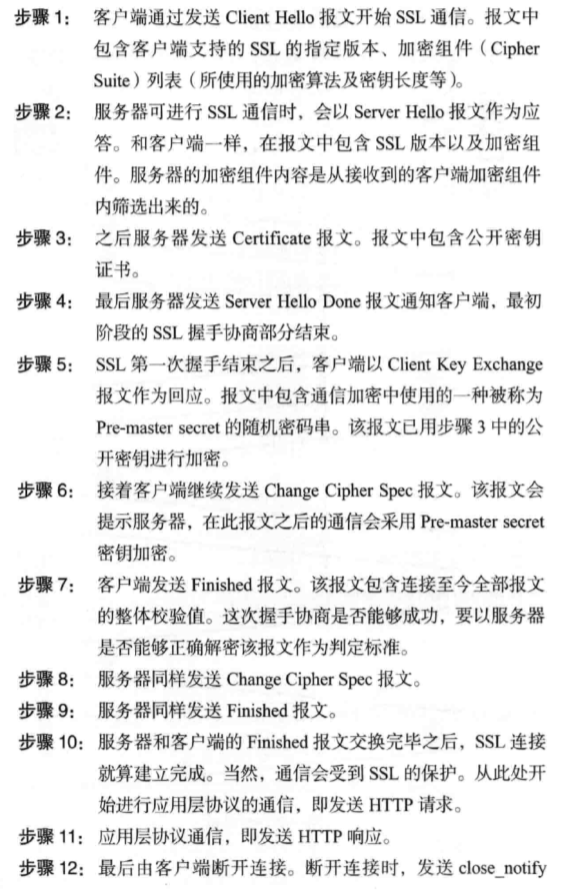 步骤 1： 客户端通过发送 Client Hello 报文开始 SSL 通信。报文中
包含客户端支持的 SSL 的指定版本、加密组件（Cipher
Suite）列表（所使用的加密算法及密钥长度等）。
步骤 2： 服务器可进行 SSL 通信时，会以 Server Hello 报文作为应
答。和客户端一样，在报文中包含 SSL 版本以及加密组
件。服务器的加密组件内容是从接收到的客户端加密组件
内筛选出来的。
步骤 3： 之后服务器发送 Certificate 报文。报文中包含公开密钥
证书。
步骤 4： 最后服务器发送 Server Hello Done 报文通知客户端，最初
阶段的 SSL 握手协商部分结束。
步骤 5： SSL 第一次握手结束之后，客户端以 Client Key Exchange
报文作为回应。报文中包含通信加密中使用的一种被称为
Pre-master secret 的随机密码串。该报文已用步骤 3 中的公
开密钥进行加密。
步骤 6： 接着客户端继续发送 Change Cipher Spec 报文。该报文会
提示服务器，在此报文之后的通信会采用 Pre-master secret
密钥加密。
步骤 7： 客户端发送 Finished 报文。该报文包含连接至今全部报文
的整体校验值。这次握手协商是否能够成功，要以服务器
是否能够正确解密该报文作为判定标准。
步骤 8： 服务器同样发送 Change Cipher Spec 报文。
步骤 9： 服务器同样发送 Finished 报文。
步骤 10： 服务器和客户端的 Finished 报文交换完毕之后，SSL 连接
就算建立完成。当然，通信会受到 SSL 的保护。从此处开
始进行应用层协议的通信，即发送 HTTP 请求。
步骤 11： 应用层协议通信，即发送 HTTP 响应。
步骤 12： 最后由客户端断开连接。断开连接时，发送 close_notify